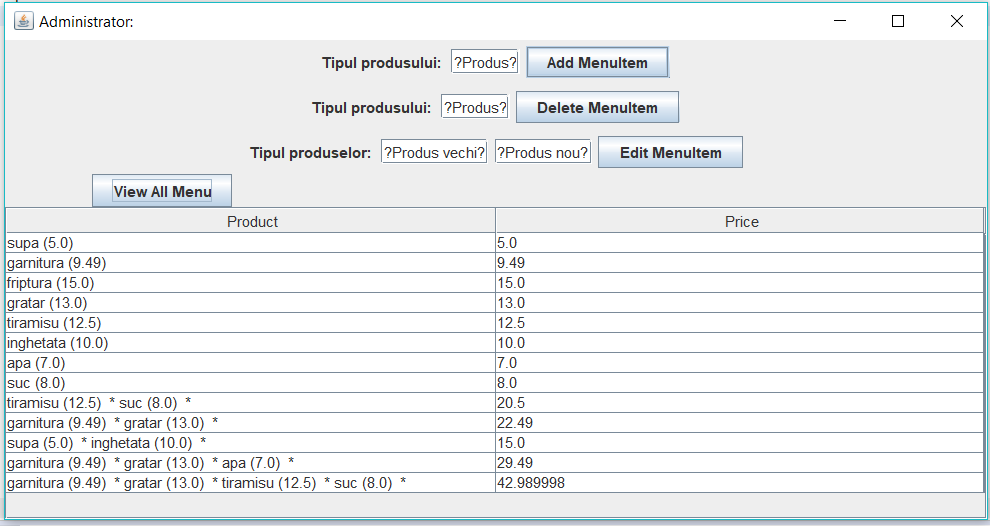 Administrator:
Tipul produsului: ?Produs? Add MenuItem
Tipul produsului: ?Produs? Delete MenuItem
Tipul produselor: ?Produs vechi? ?Produs nou? Edit MenuItem
View All Menu
Product Price
supa (5.0) 5.0
garnitura (9.49) 9.49
friptura (15.0) 15.0
gratar (13.0) 13.0
tiramisu (12.5) 12.5
inghetata (10.0) 10.0
apa (7.0) 7.0
suc (8.0) 8.0
tiramisu (12.5) * suc (8.0) * 20.5
garnitura (9.49) * gratar (13.0) * 22.49
supa (5.0) * inghetata (10.0) * 15.0
garnitura (9.49) * gratar (13.0) * apa (7.0) * 29.49
garnitura (9.49) * gratar (13.0) * tiramisu (12.5) * suc (8.0) * 42.989998